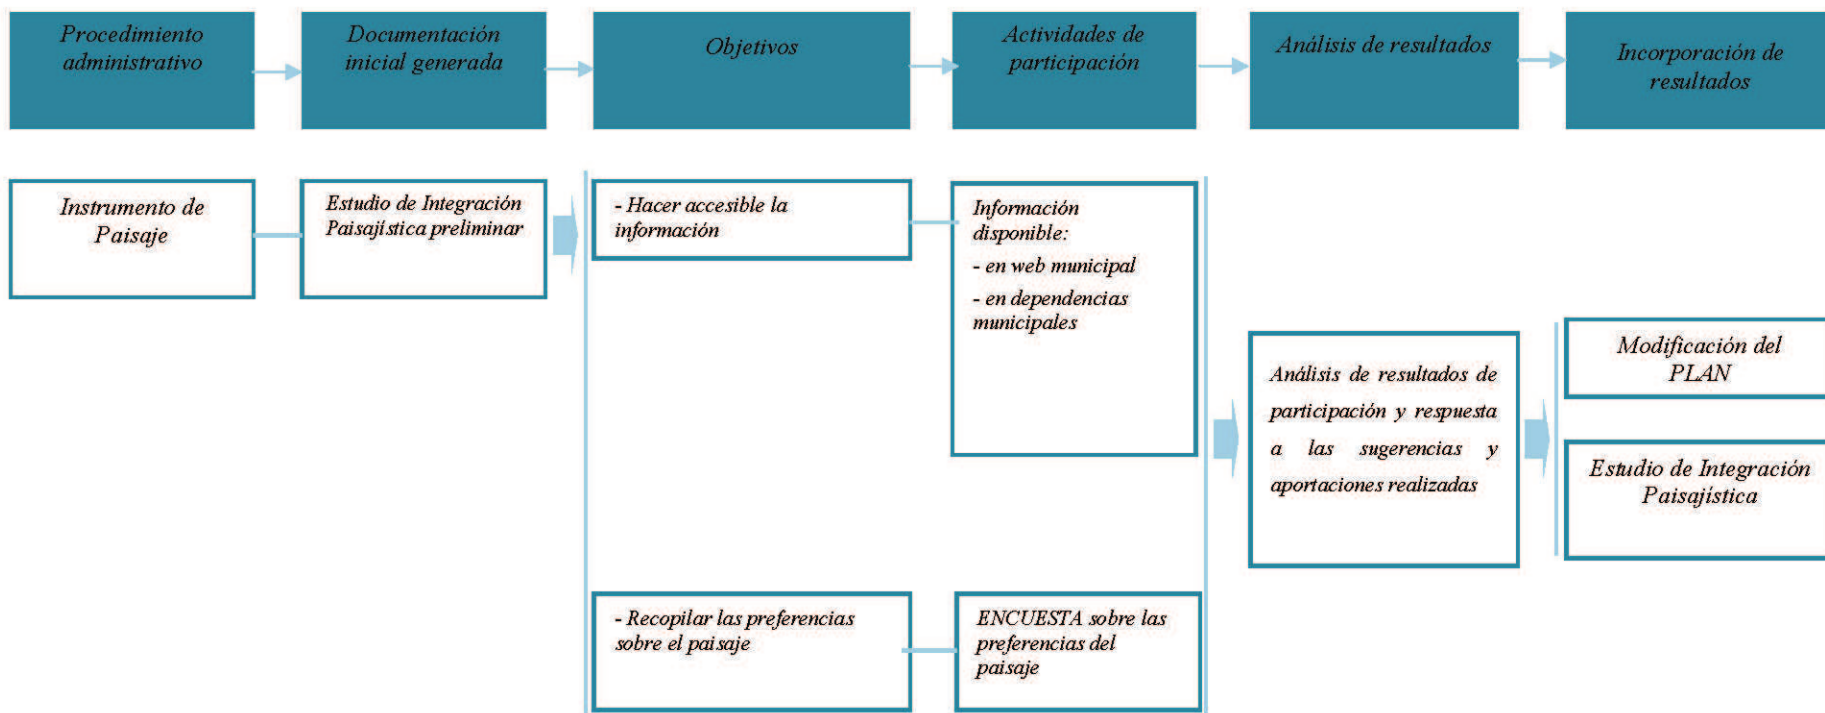 Procedimiento
administrativo
Documentación
inicial generada
Objetivos
Actividades de
participación
Análisis de resultados
Incorporación de
resultados
Instrumento de
Paisaje
Estudio de Integración
Paisajística preliminar
- Hacer accesible la
información
Información
disponible:
- en web municipal
- en dependencias
municipales
- Recopilar las preferencias
sobre el paisaje
ENCUESTA sobre las
preferencias del
paisaje
Análisis de resultados de
participación y respuesta
a las sugerencias y
aportaciones realizadas
Modificación del
PLAN
Estudio de Integración
Paisajística